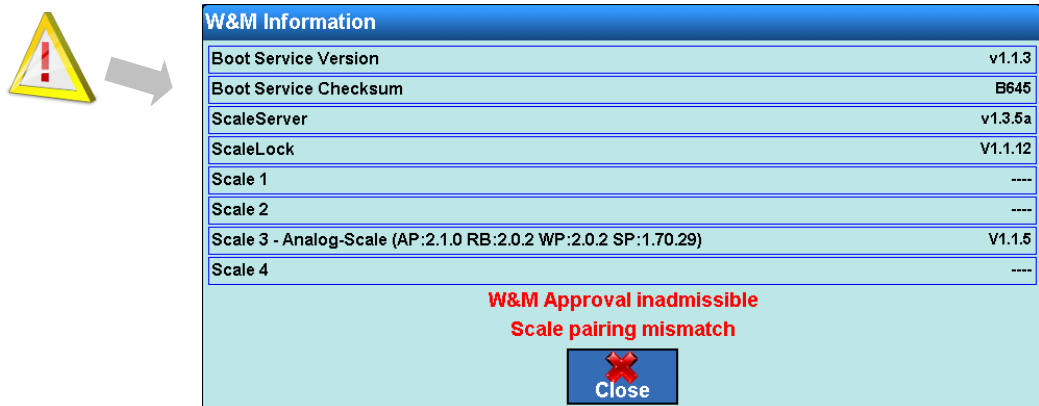 W&M Information
Boot Service Version v1.1.3
Boot Service Checksum B645
ScaleServer v1.3.5a
ScaleLock V1.1.12
Scale 1 ----
Scale 2 ----
Scale 3 - Analog-Scale (AP:2.1.0 RB:2.0.2 WP:2.0.2 SP:1.70.29) V1.1.5
Scale 4 ----
W&M Approval inadmissible
Scale pairing mismatch
Close